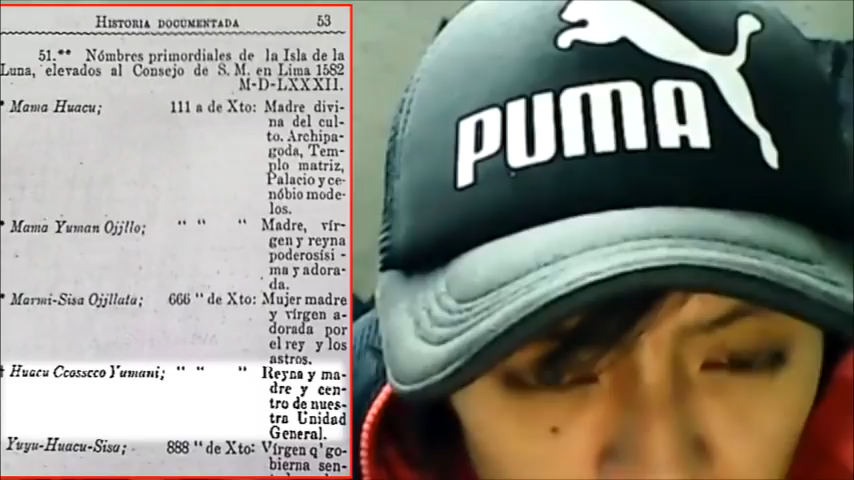 HISTORIA DOCUMENTADA 53
51.** Nómbres primordiales de la Isla de la
Luna, elevados al Consejo de S. M. en Lima 1582
M-D-LXXXII.
* Mama Huacu; 111 a de Xto: Madre divi-
na del cul-
to. Archipa-
goda, Tem-
plo matriz,
Palacio y ce-
nóbio mode-
los.
* Mama Yuman Ojjllo; “ “ “ Madre, vír-
gen y reyna
poderosísi-
ma y adora-
da.
* Marmi-Sisa Ojjllata; 666 “ de Xto: Mujer madre
y vírgen a-
dorada por
el rey y los
astros.
† Huacu Ccosscco Yumani; “ “ “ Reyna y ma-
dre y cen-
tro de nues-
tra Unidad
General.
Yuyu-Huacu-Sisa; 888 “ de Xto: Vírgen q' go-
bierna sen-
PUMA